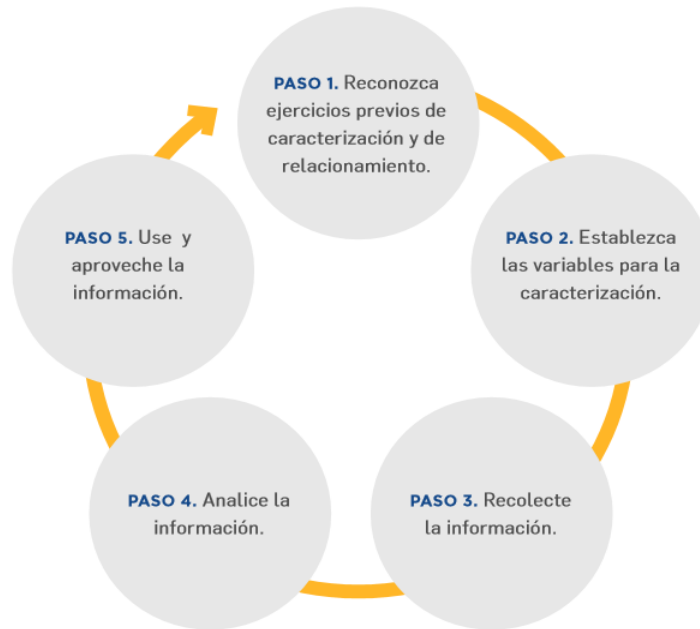 PASO 1. Reconozca
ejercicios previos de
caracterización y de
relacionamiento.
PASO 2. Establezca
las variables para la
caracterización.
PASO 3. Recolecte
la información.
PASO 4. Analice la
información.
PASO 5. Use y
aproveche la
información.